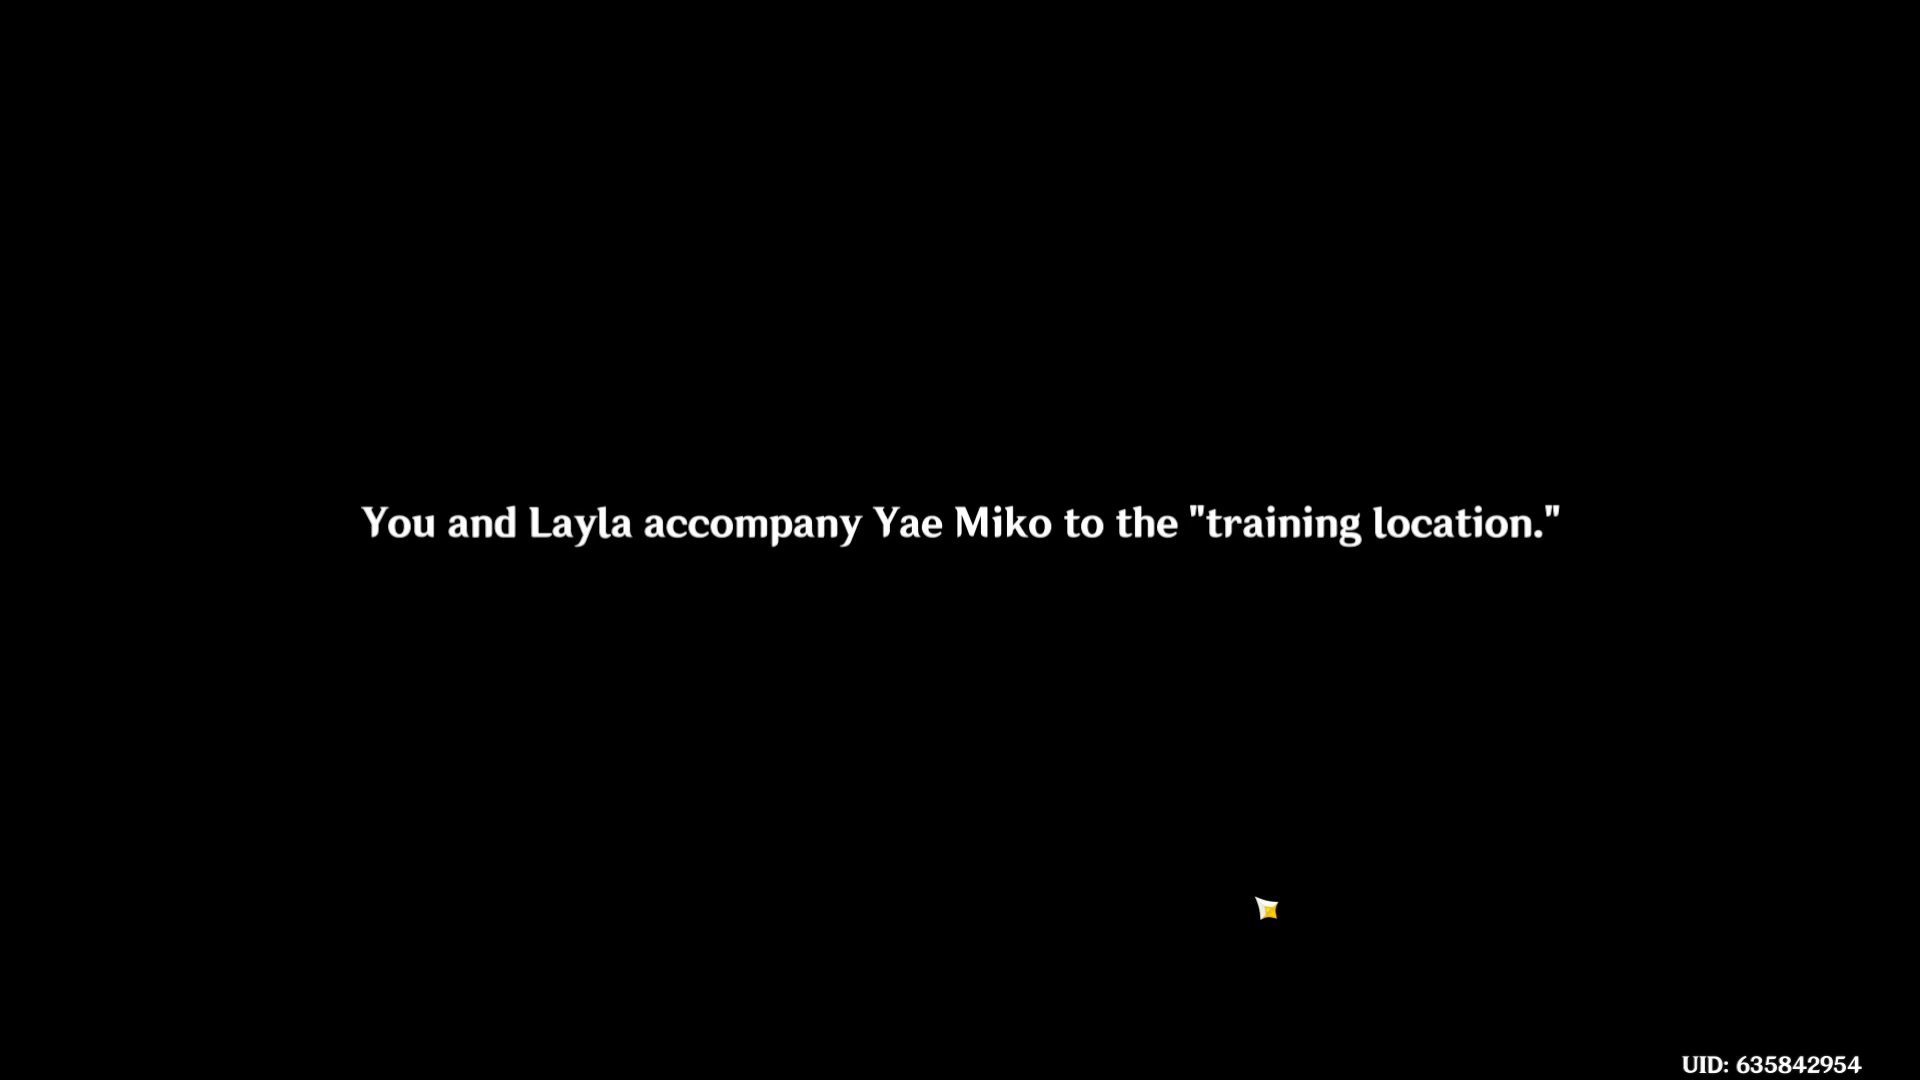 You and Layla accompany Yae Miko to the "training location."
UID: 635842954